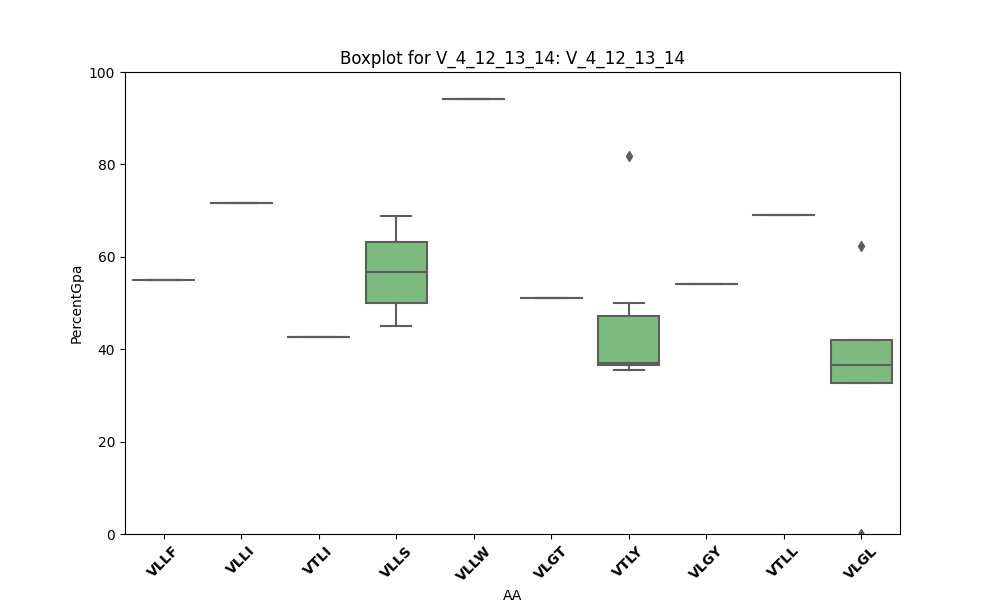 Boxplot for V_4_12_13_14: V_4_12_13_14
100
80
60
40
20
0
PercentGpa
VLLF
VLLI
VTLI
VLLS
VLLW
VLGT
VTLY
VLGY
VTLL
VLGL
AA